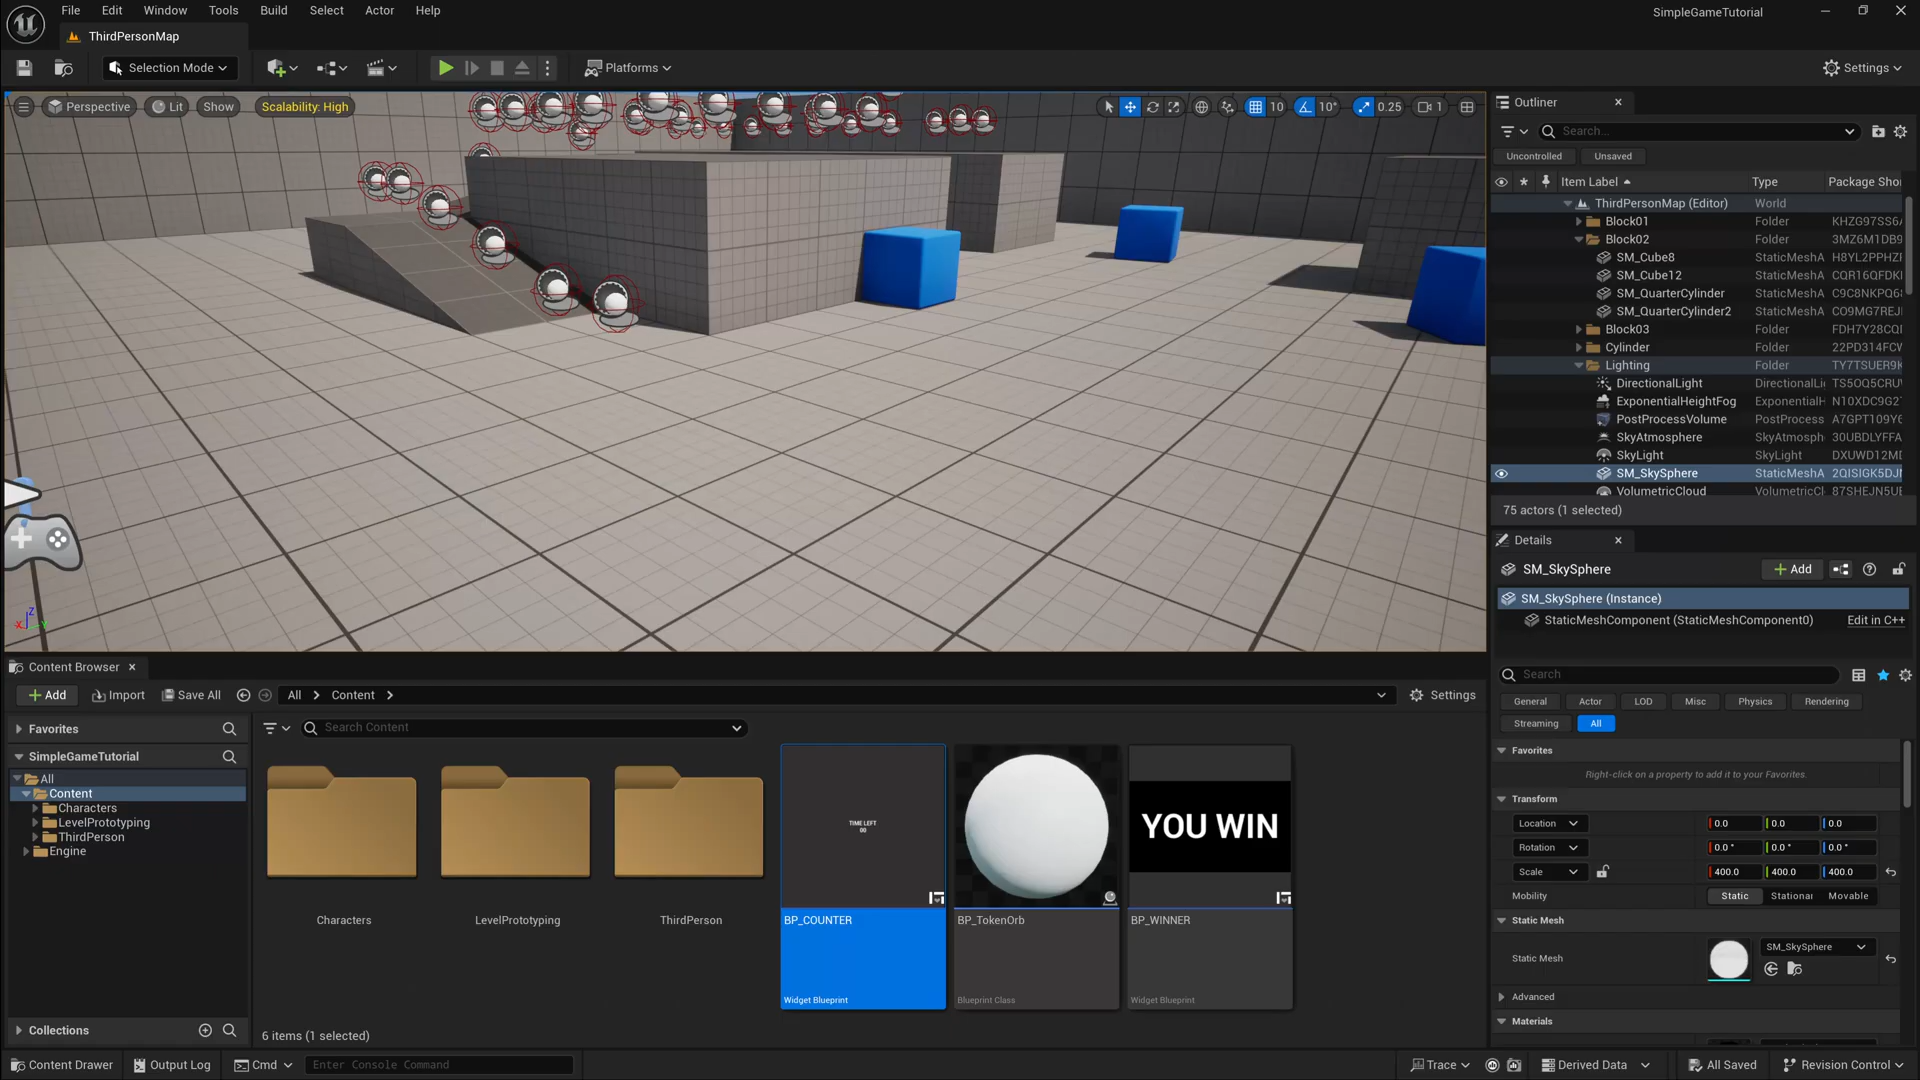 File Edit Window Tools Build Select Actor Help
SimpleGameTutorial
ThirdPersonMap
Selection Mode
Platforms
Settings
Perspective Lit Show Scalability: High
10 10° 0.25 1
Outliner
Search...
Uncontrolled Unsaved
Item Label Type Package Shor
ThirdPersonMap (Editor) World
Block01 Folder
Block02 Folder
SM_Cube8 StaticMeshA
SM_Cube12 StaticMeshA
SM_QuarterCylinder StaticMeshA
SM_QuarterCylinder2 StaticMeshA
Block03 Folder
Cylinder Folder
Lighting Folder
DirectionalLight DirectionalLi
ExponentialHeightFog ExponentialH
PostProcessVolume PostProcess
SkyAtmosphere SkyAtmosph
SkyLight SkyLight
SM_SkySphere StaticMeshA
VolumetricCloud VolumetricCl
75 actors (1 selected)
Details
SM_SkySphere
Add
SM_SkySphere (Instance)
StaticMeshComponent (StaticMeshComponent0) Edit in C++
Search
General Actor LOD Misc Physics Rendering
Streaming All
Favorites
Right-click on a property to add it to your Favorites.
Transform
Location 0.0 0.0 0.0
Rotation 0.0° 0.0° 0.0°
Scale 400.0 400.0 400.0
Mobility Static Stationar Movable
Static Mesh
Static Mesh SM_SkySphere
Advanced
Materials
Content Browser
Add Import Save All All Content
Settings
Favorites
Search Content
SimpleGameTutorial
All
Content
Characters
LevelPrototyping
ThirdPerson
Engine
Collections
Characters
LevelPrototyping
ThirdPerson
TIME LEFT
00
BP_COUNTER
Widget Blueprint
BP_TokenOrb
Blueprint Class
YOU WIN
BP_WINNER
Widget Blueprint
6 items (1 selected)
Content Drawer Output Log Cmd Enter Console Command
Trace Derived Data All Saved Revision Control